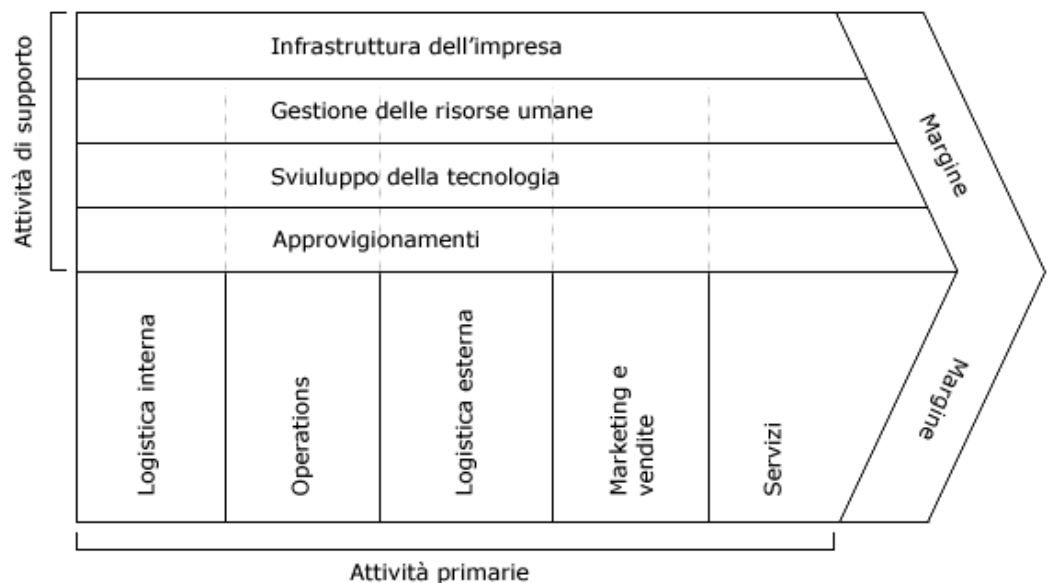 Attività di supporto
Infrastruttura dell'impresa
Gestione delle risorse umane
Sviuluppo della tecnologia
Approvigionamenti
Logistica interna
Operations
Logistica esterna
Marketing e
vendite
Servizi
Margine
Margine
Attività primarie